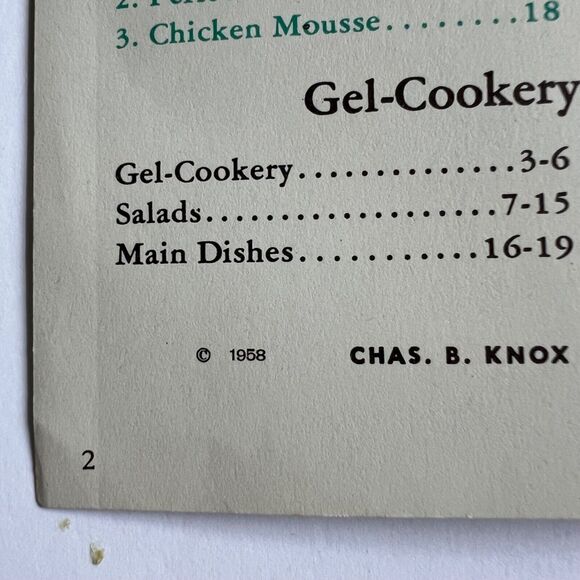 2.
3. Chicken Mousse........18
Gel-Cookery
Gel-Cookery...............3-6
Salads....................7-15
Main Dishes............16-19
© 1958 CHAS. B. KNOX
2